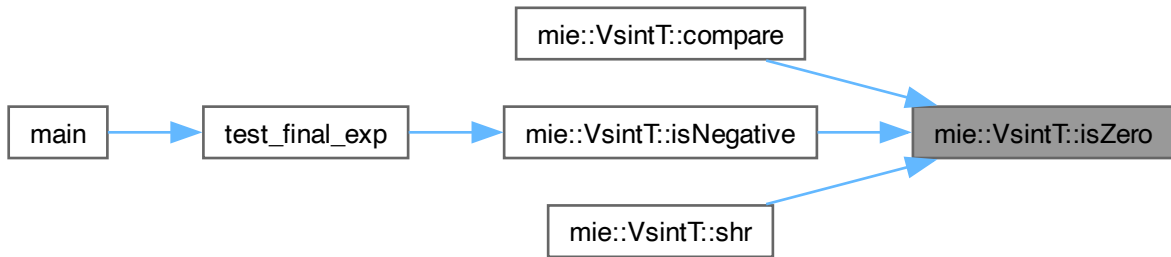 mie::VsintT::compare
main
test_final_exp
mie::VsintT::isNegative
mie::VsintT::isZero
mie::VsintT::shr